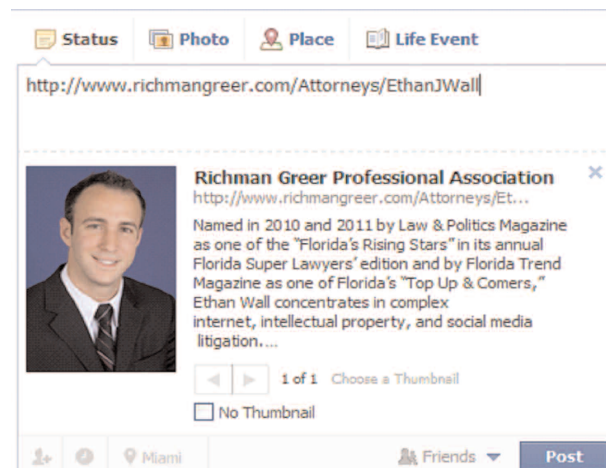 Status Photo Place Life Event
http://www.richmangreer.com/Attorneys/EthanJWall
Richman Greer Professional Association
http://www.richmangreer.com/Attorneys/Et...
Named in 2010 and 2011 by Law & Politics Magazine
as one of the "Florida's Rising Stars" in its annual
Florida Super Lawyers' edition and by Florida Trend
Magazine as one of Florida's "Top Up & Comers,"
Ethan Wall concentrates in complex
internet, intellectual property, and social media
litigation....
1 of 1 Choose a Thumbnail
No Thumbnail
Miami Friends Post